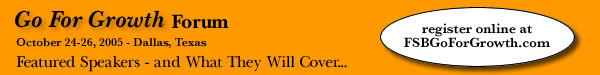 Go For Growth Forum
October 24-26, 2005 - Dallas, Texas
Featured Speakers - and What They Will Cover...
register online at
FSBGoForGrowth.com